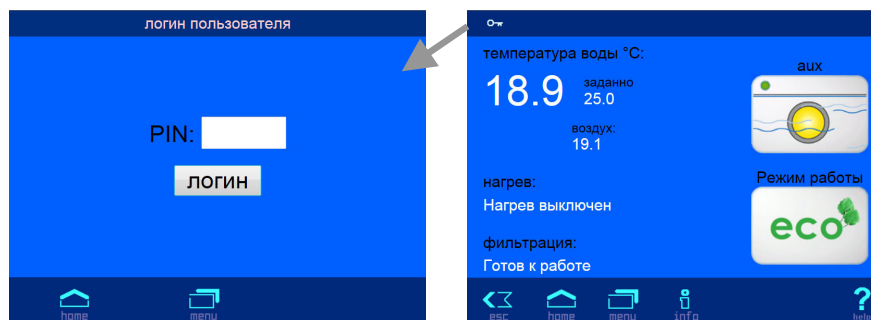 логин пользователя
PIN:
ЛОГИН
home
menu
температура воды °C:
18.9
заданно
25.0
воздух:
19.1
нагрев:
Нагрев выключен
фильтрация:
Готов к работе
aux
Режим работы
eco
esc
home
menu
info
?
help